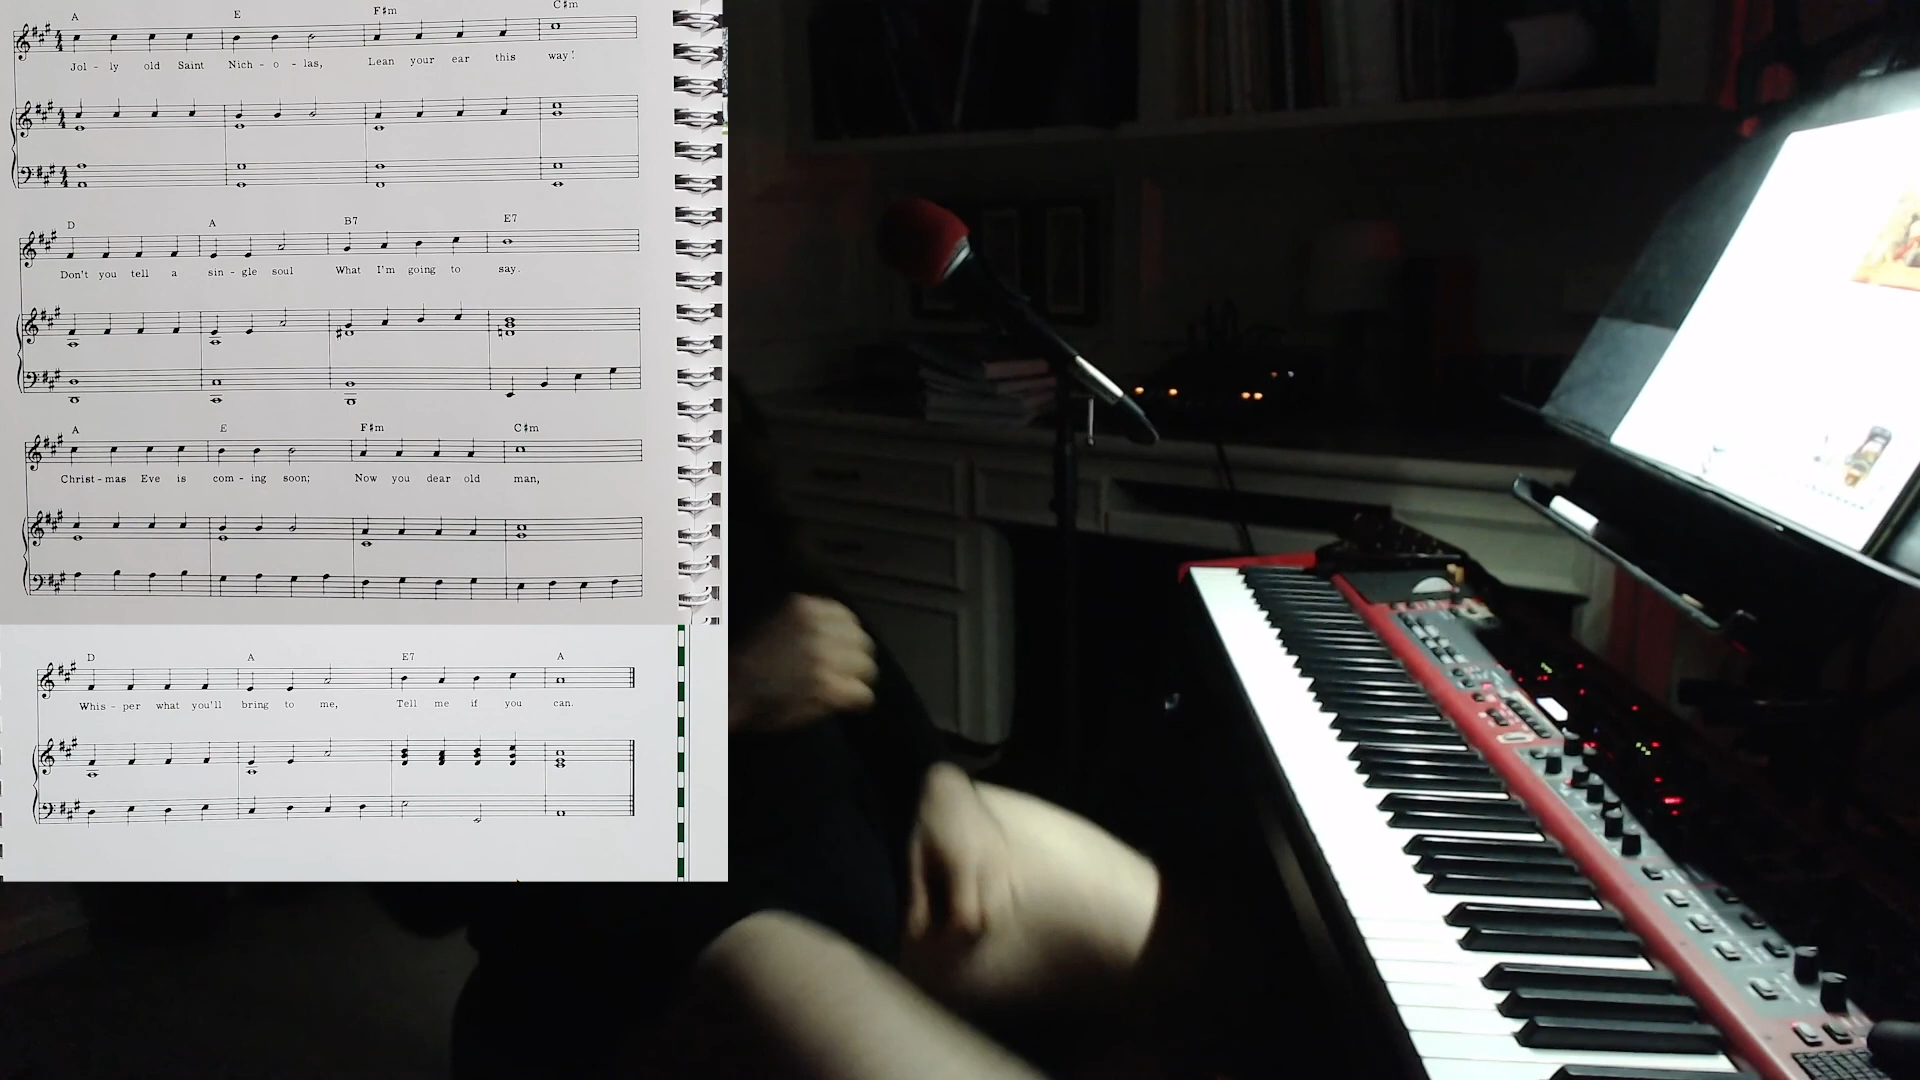 A E F♯m C♯m
Jol - ly old Saint Nich - o - las, Lean your ear this way!
D A B7 E7
Don't you tell a sin - gle soul What I'm going to say.
A E F♯m C♯m
Christ - mas Eve is com - ing soon; Now you dear old man,
D A E7 A
Whis - per what you'll bring to me, Tell me if you can.